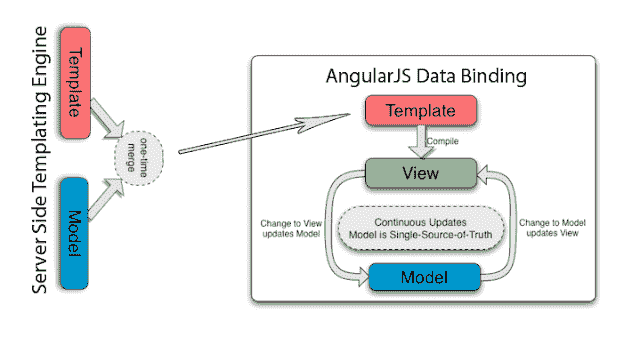 Server Side Templating Engine
Template
one-time
merge
Model
AngularJS Data Binding
Template
Compile
View
Change to View
updates Model
Continuous Updates
Model is Single-Source-of-Truth
Change to Model
updates View
Model